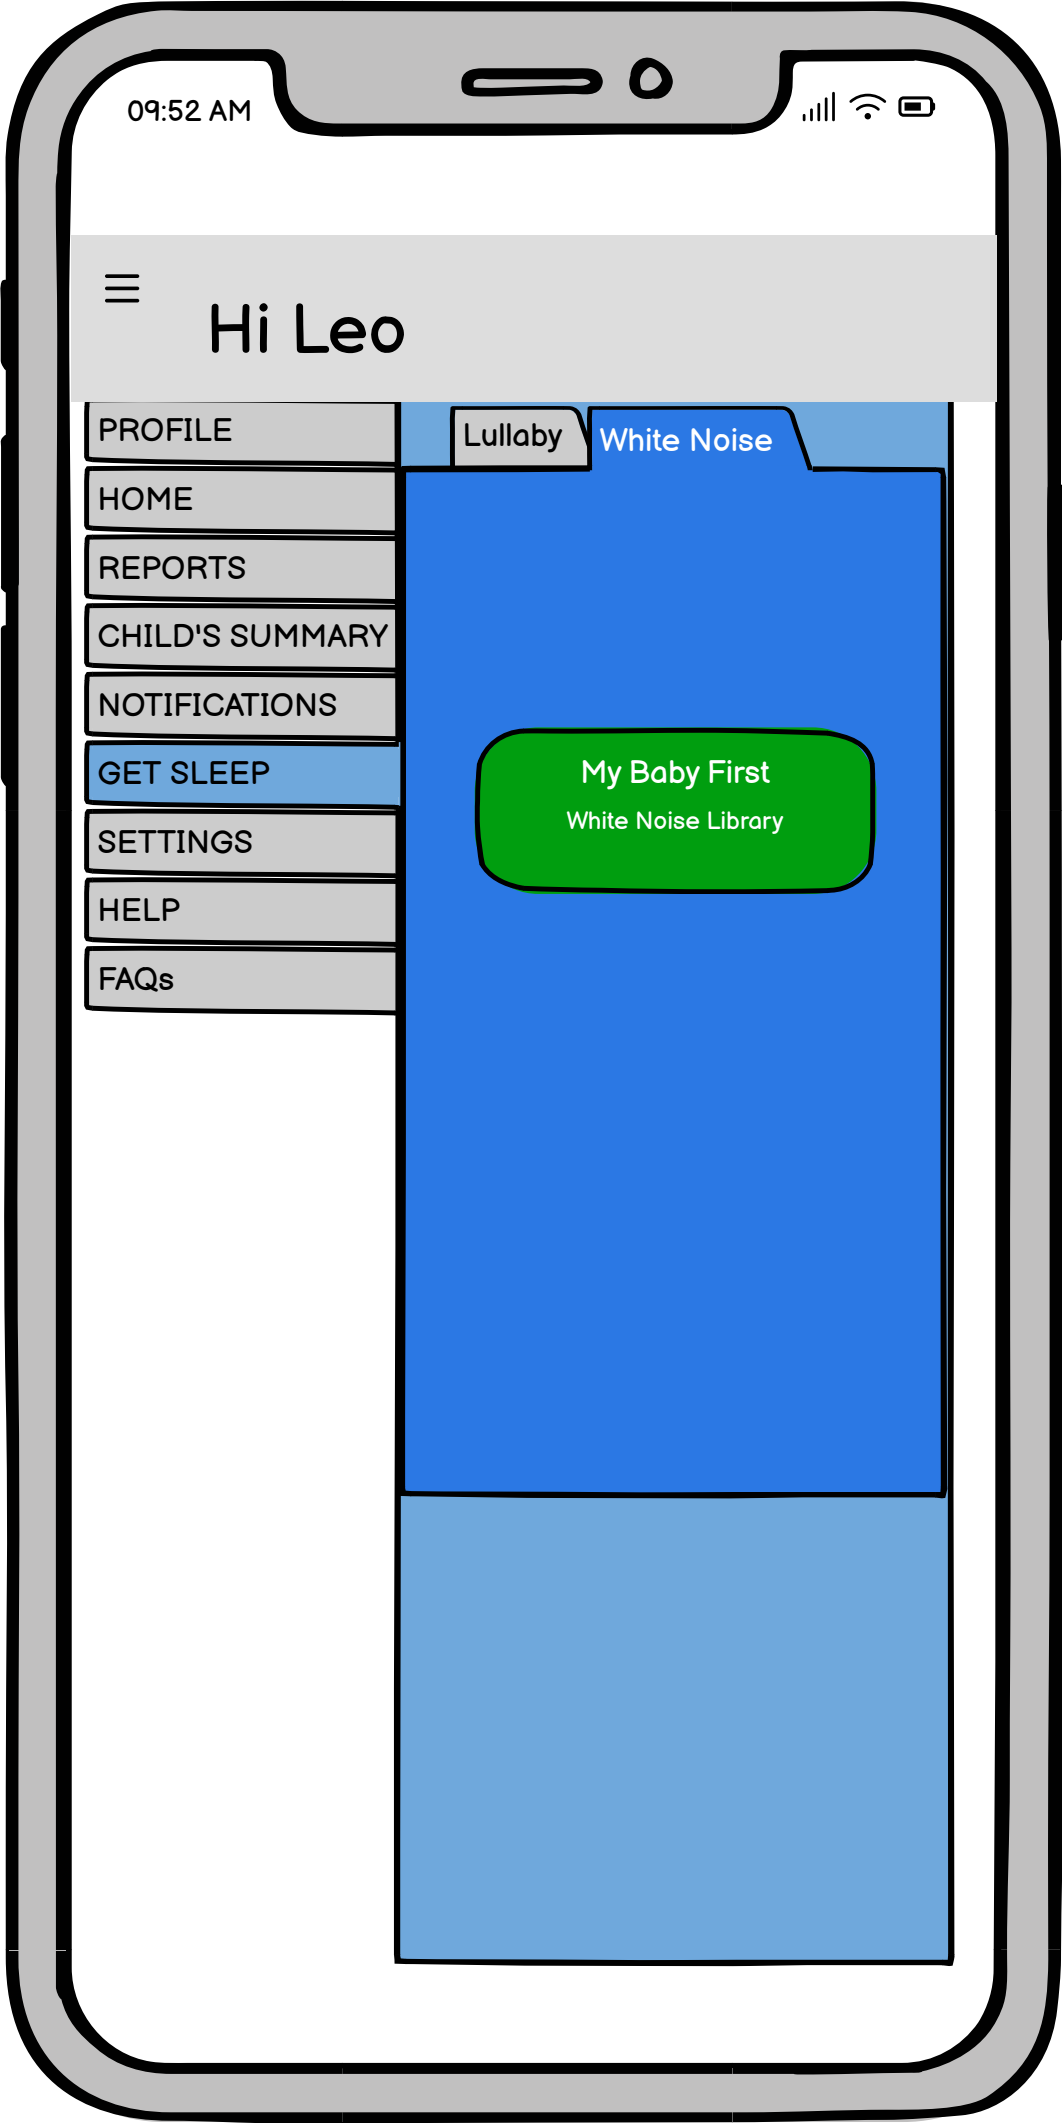 09:52 AM
Hi Leo
PROFILE
HOME
REPORTS
CHILD'S SUMMARY
NOTIFICATIONS
GET SLEEP
SETTINGS
HELP
FAQs
Lullaby
White Noise
My Baby First
White Noise Library